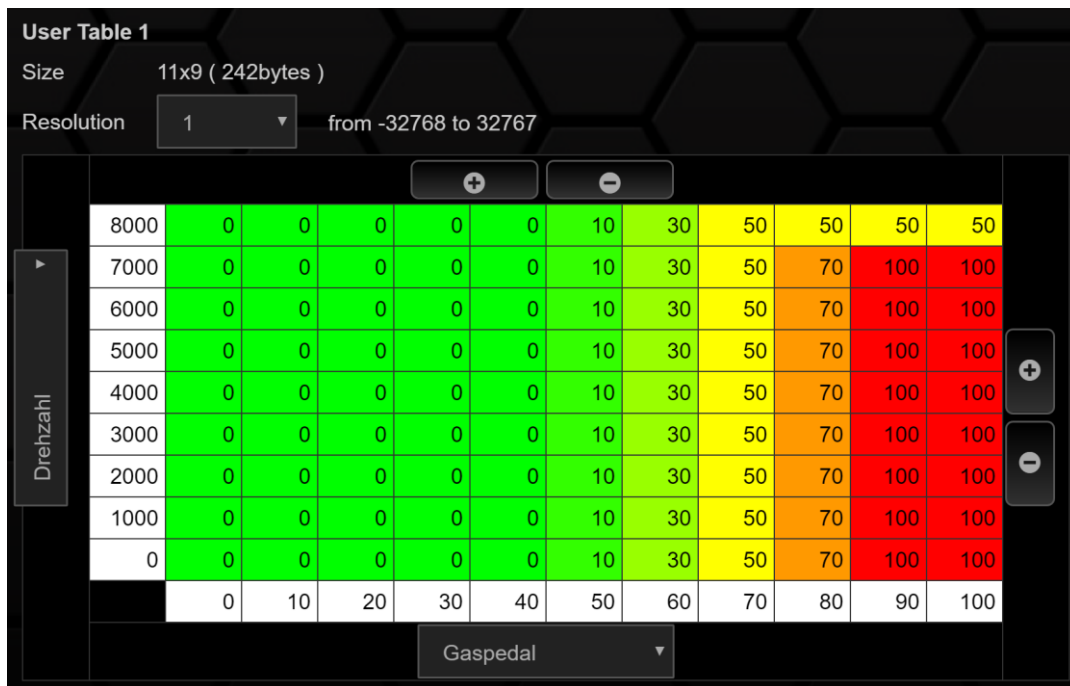 User Table 1
Size 11x9 ( 242bytes )
Resolution 1 from -32768 to 32767
8000 0 0 0 0 0 10 30 50 50 50 50
7000 0 0 0 0 0 10 30 50 70 100 100
6000 0 0 0 0 0 10 30 50 70 100 100
5000 0 0 0 0 0 10 30 50 70 100 100
4000 0 0 0 0 0 10 30 50 70 100 100
3000 0 0 0 0 0 10 30 50 70 100 100
2000 0 0 0 0 0 10 30 50 70 100 100
1000 0 0 0 0 0 10 30 50 70 100 100
0 0 0 0 0 0 10 30 50 70 100 100
0 10 20 30 40 50 60 70 80 90 100
Drehzahl
Gaspedal